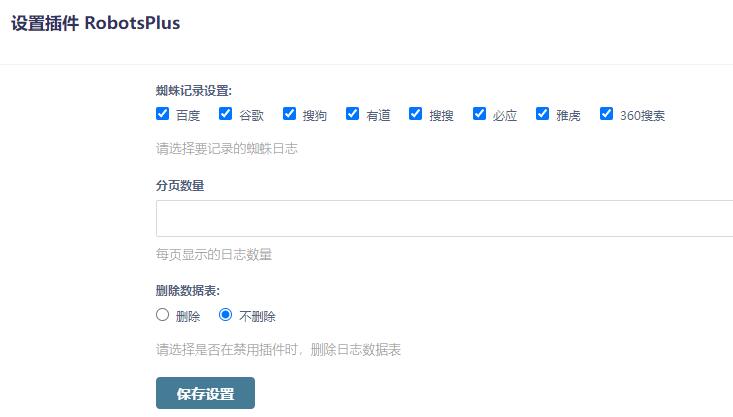 设置插件 RobotsPlus
蜘蛛记录设置:
百度 谷歌 搜狗 有道 搜搜 必应 雅虎 360搜索
请选择要记录的蜘蛛日志
分页数量
每页显示的日志数量
删除数据表:
删除 不删除
请选择是否在禁用插件时，删除日志数据表
保存设置